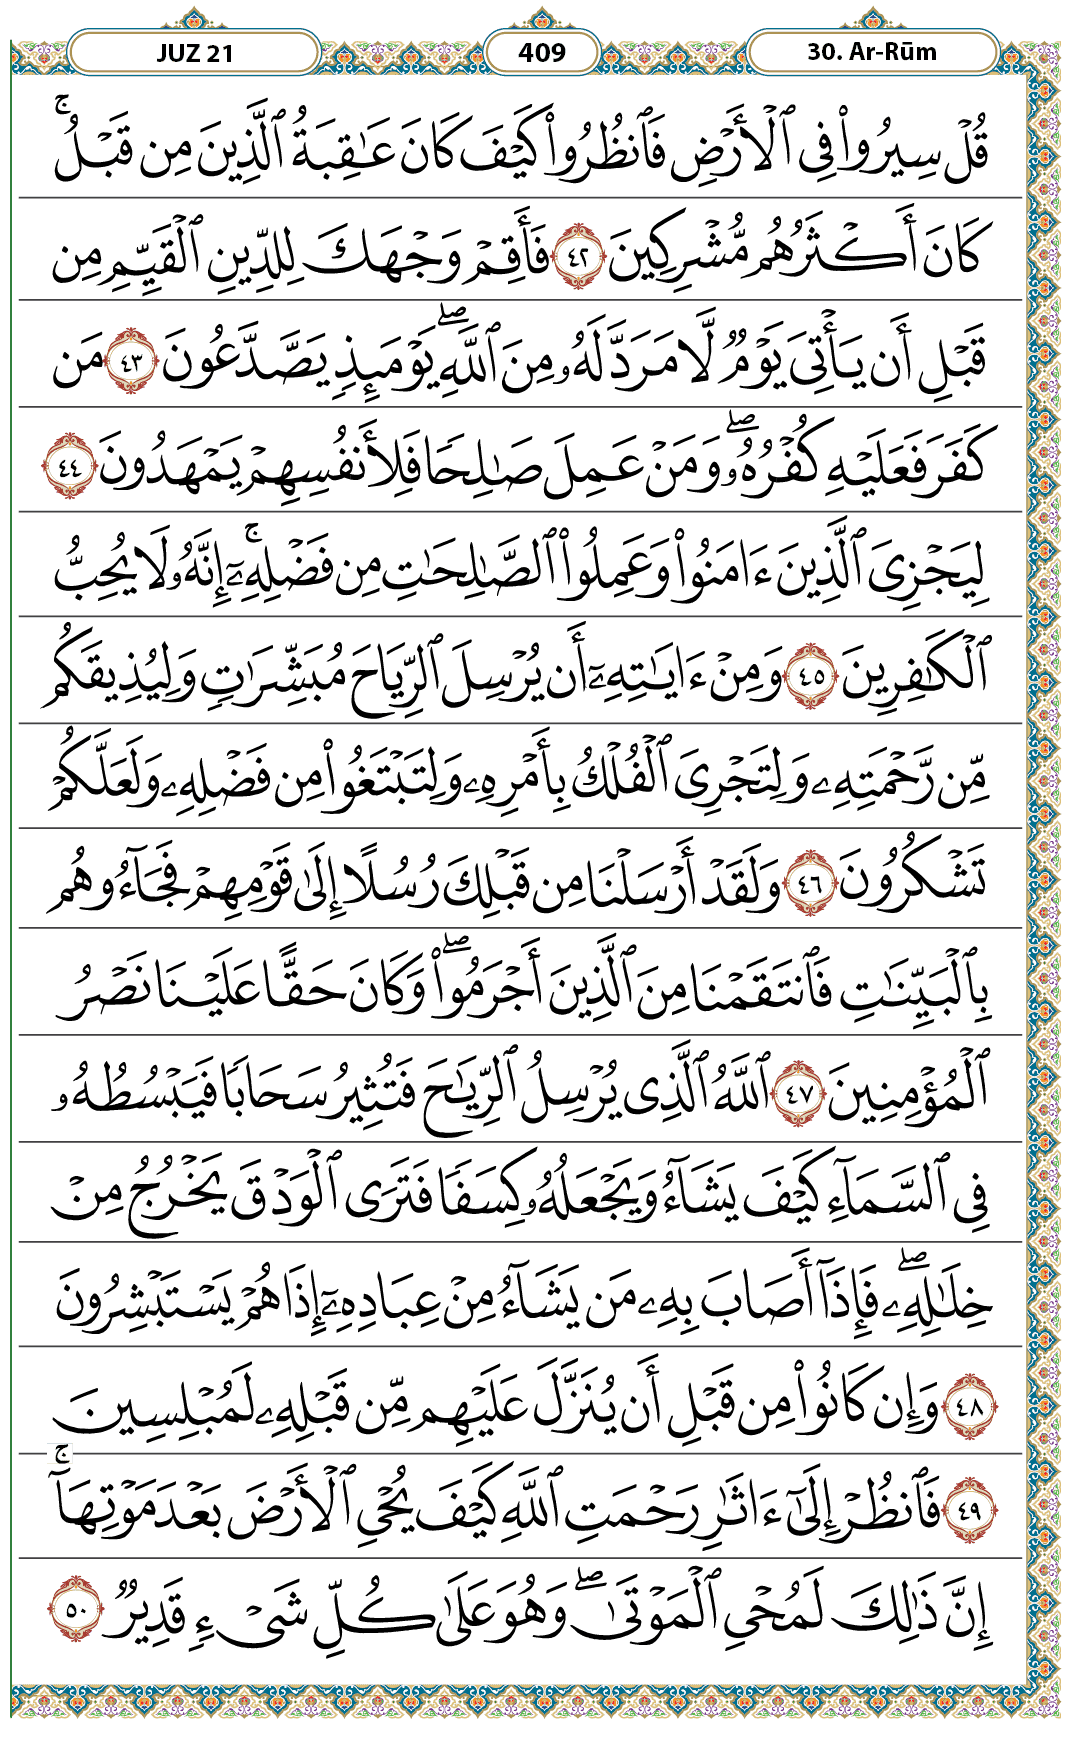 JUZ 21 409 30. Ar-Rūm
قُلۡ سِيرُواْ فِي ٱلۡأَرۡضِ فَٱنظُرُواْ كَيۡفَ كَانَ عَٰقِبَةُ ٱلَّذِينَ مِن قَبۡلُۚ
كَانَ أَكۡثَرُهُم مُّشۡرِكِينَ ٤٢ فَأَقِمۡ وَجۡهَكَ لِلدِّينِ ٱلۡقَيِّمِ مِن
قَبۡلِ أَن يَأۡتِيَ يَوۡمٞ لَّا مَرَدَّ لَهُۥ مِنَ ٱللَّهِۖ يَوۡمَئِذٖ يَصَّدَّعُونَ ٤٣ مَن
كَفَرَ فَعَلَيۡهِ كُفۡرُهُۥۖ وَمَنۡ عَمِلَ صَٰلِحٗا فَلِأَنفُسِهِمۡ يَمۡهَدُونَ ٤٤
لِيَجۡزِيَ ٱلَّذِينَ ءَامَنُواْ وَعَمِلُواْ ٱلصَّٰلِحَٰتِ مِن فَضۡلِهِۦٓۚ إِنَّهُۥ لَا يُحِبُّ
ٱلۡكَٰفِرِينَ ٤٥ وَمِنۡ ءَايَٰتِهِۦٓ أَن يُرۡسِلَ ٱلرِّيَاحَ مُبَشِّرَٰتٖ وَلِيُذِيقَكُم
مِّن رَّحۡمَتِهِۦ وَلِتَجۡرِيَ ٱلۡفُلۡكُ بِأَمۡرِهِۦ وَلِتَبۡتَغُواْ مِن فَضۡلِهِۦ وَلَعَلَّكُمۡ
تَشۡكُرُونَ ٤٦ وَلَقَدۡ أَرۡسَلۡنَا مِن قَبۡلِكَ رُسُلًا إِلَىٰ قَوۡمِهِمۡ فَجَآءُوهُم
بِٱلۡبَيِّنَٰتِ فَٱنتَقَمۡنَا مِنَ ٱلَّذِينَ أَجۡرَمُواْۖ وَكَانَ حَقًّا عَلَيۡنَا نَصۡرُ
ٱلۡمُؤۡمِنِينَ ٤٧ ٱللَّهُ ٱلَّذِي يُرۡسِلُ ٱلرِّيَٰحَ فَتُثِيرُ سَحَابٗا فَيَبۡسُطُهُۥ
فِي ٱلسَّمَآءِ كَيۡفَ يَشَآءُ وَيَجۡعَلُهُۥ كِسَفٗا فَتَرَى ٱلۡوَدۡقَ يَخۡرُجُ مِنۡ
خِلَٰلِهِۦۖ فَإِذَآ أَصَابَ بِهِۦ مَن يَشَآءُ مِنۡ عِبَادِهِۦٓ إِذَا هُمۡ يَسۡتَبۡشِرُونَ
٤٨ وَإِن كَانُواْ مِن قَبۡلِ أَن يُنَزَّلَ عَلَيۡهِم مِّن قَبۡلِهِۦ لَمُبۡلِسِينَ
٤٩ فَٱنظُرۡ إِلَىٰٓ ءَاثَٰرِ رَحۡمَتِ ٱللَّهِ كَيۡفَ يُحۡيِ ٱلۡأَرۡضَ بَعۡدَ مَوۡتِهَآۚ
إِنَّ ذَٰلِكَ لَمُحۡيِ ٱلۡمَوۡتَىٰۖ وَهُوَ عَلَىٰ كُلِّ شَيۡءٖ قَدِيرٞ ٥٠